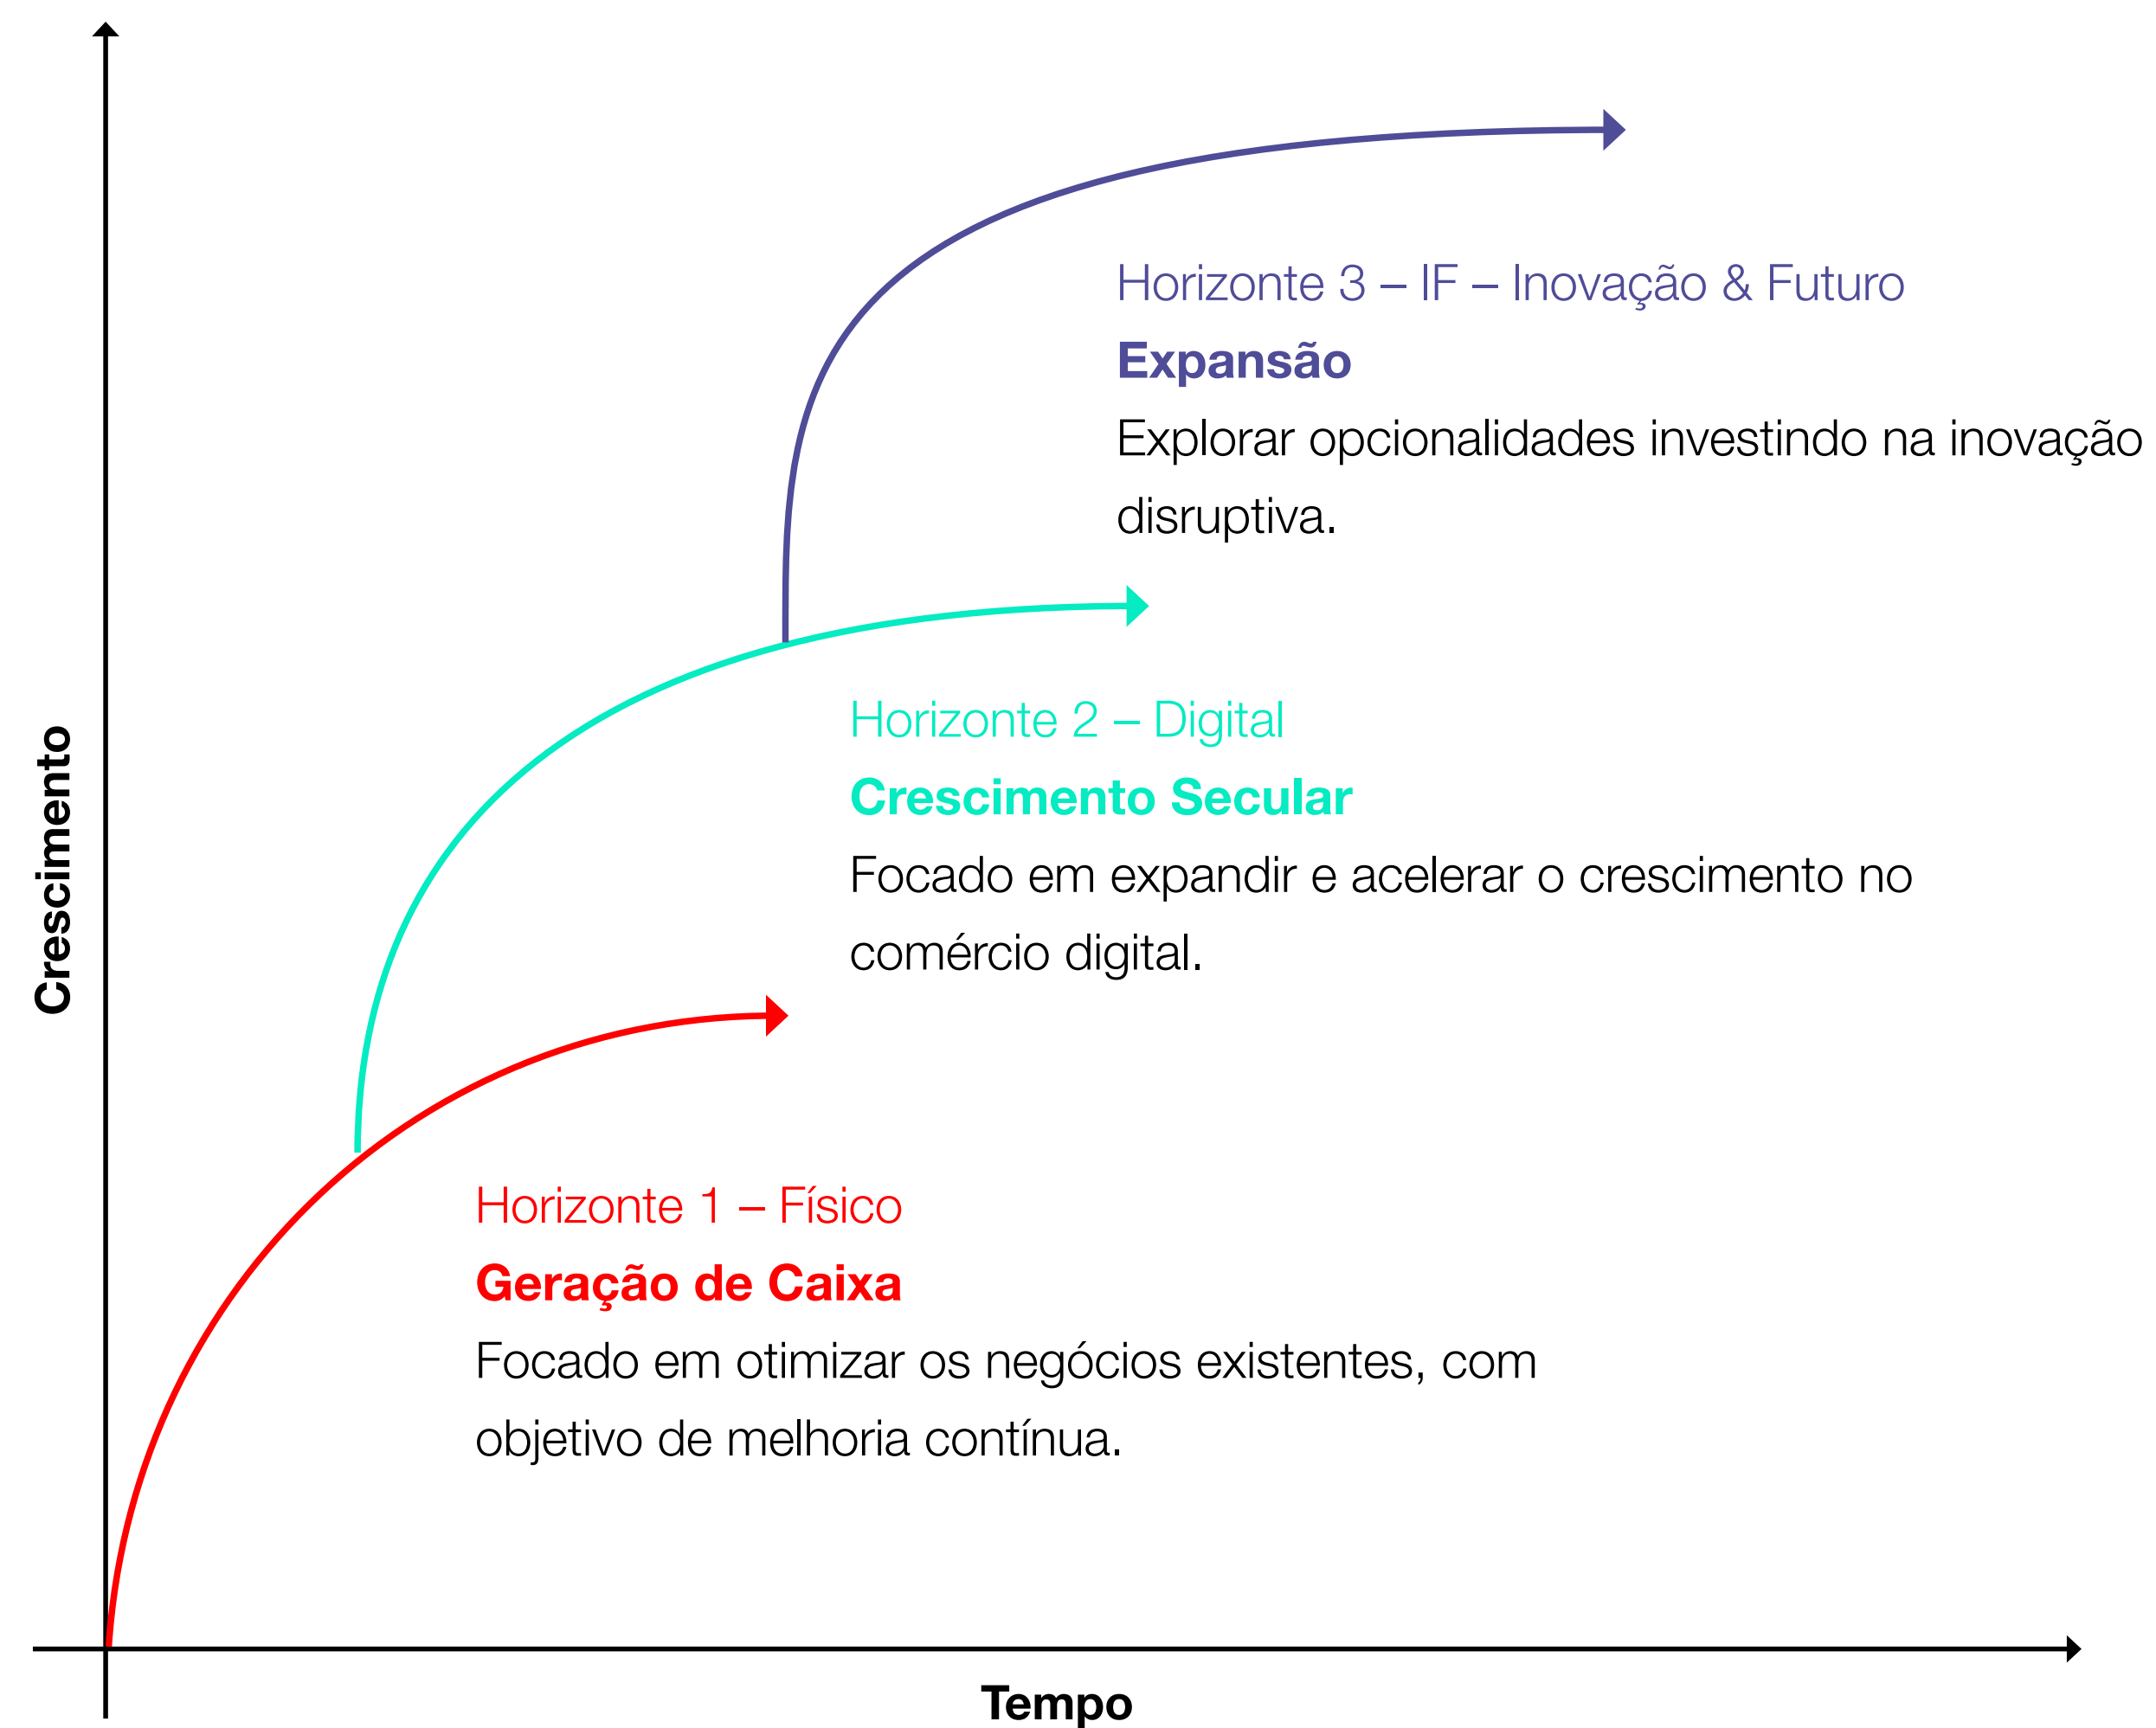 Horizonte 3 – IF – Inovação & Futuro
Expansão
Explorar opcionalidades investindo na inovação
disruptiva.
Horizonte 2 – Digital
Crescimento Secular
Focado em expandir e acelerar o crescimento no
comércio digital.
Crescimento
Horizonte 1 – Físico
Geração de Caixa
Focado em otimizar os negócios existentes, com
objetivo de melhoria contínua.
Tempo